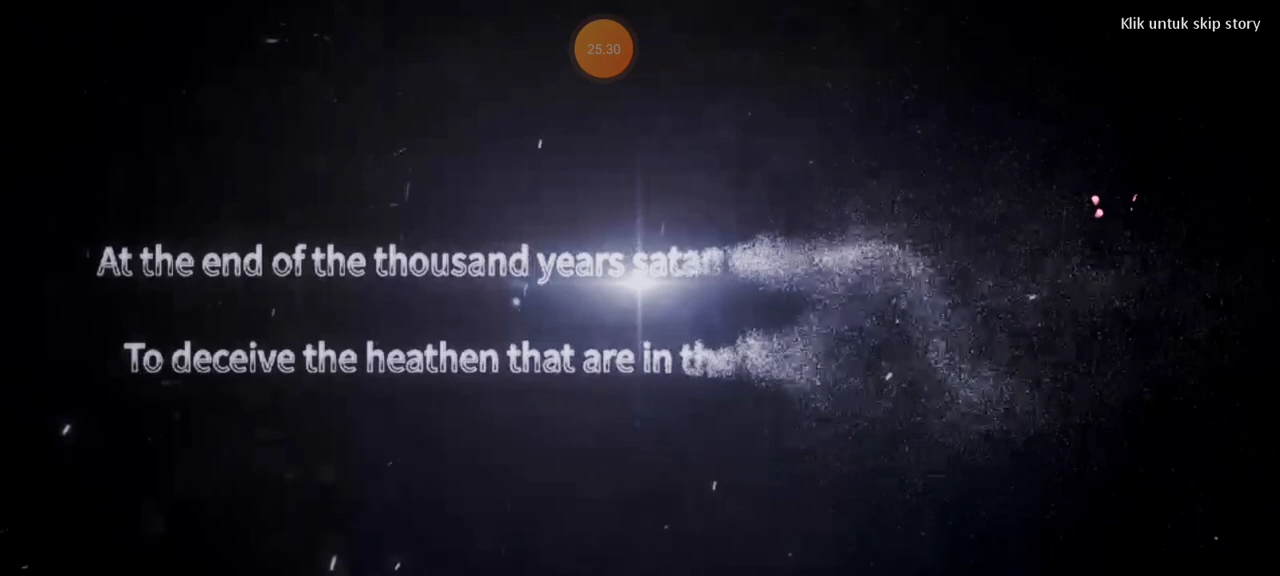 Klik untuk skip story
25.30
At the end of the thousand years satan
To deceive the heathen that are in the